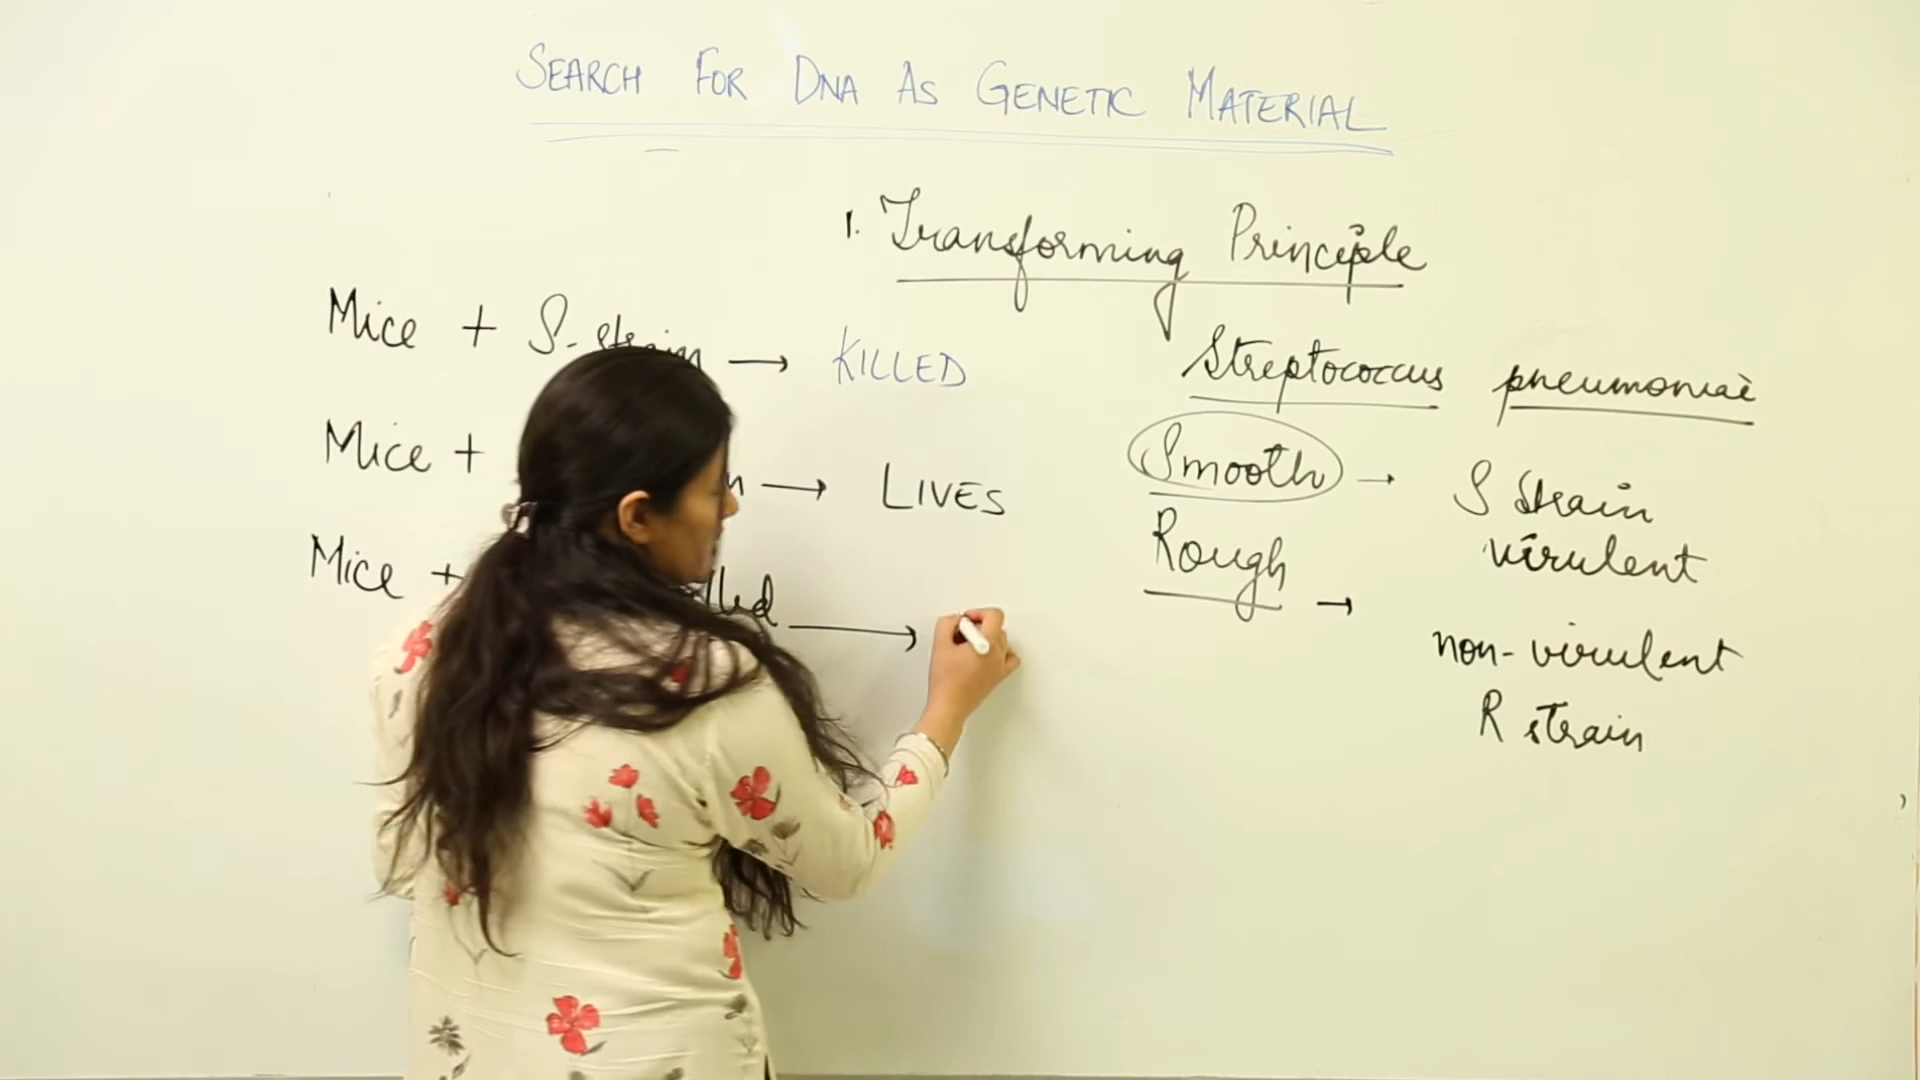 SEARCH FOR DNA AS GENETIC MATERIAL
1. Transforming Principle
Mice + S-strain → KILLED
Mice + → LIVES
Mice + →
Streptococcus pneumoniae
Smooth → S strain
virulent
Rough →
non-virulent
R strain